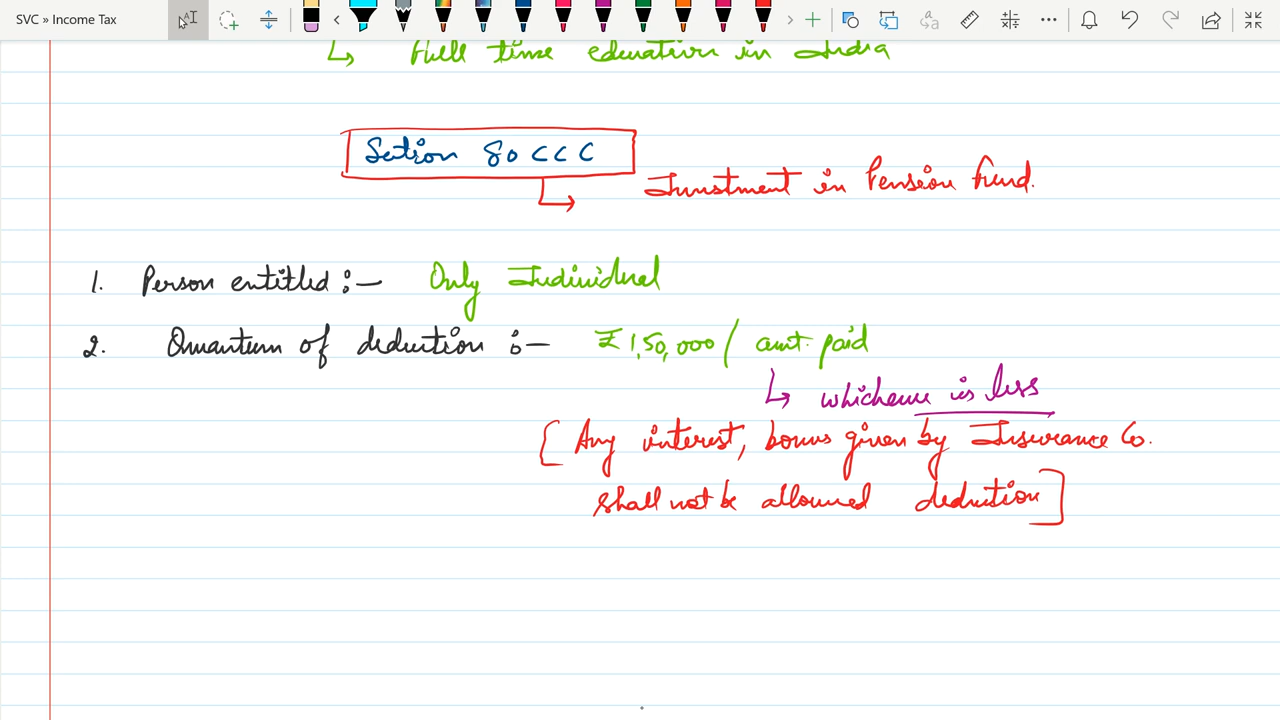 SVC » Income Tax
↳ Full time education in India
Section 80 CCC
Investment in Pension fund.
1. Person entitled :- Only Individual
2. Quantum of deduction :- ₹ 1,50,000 / amt. paid
↳ whichever is less
[ Any interest, bonus given by Insurance Co.
shall not be allowed deduction ]